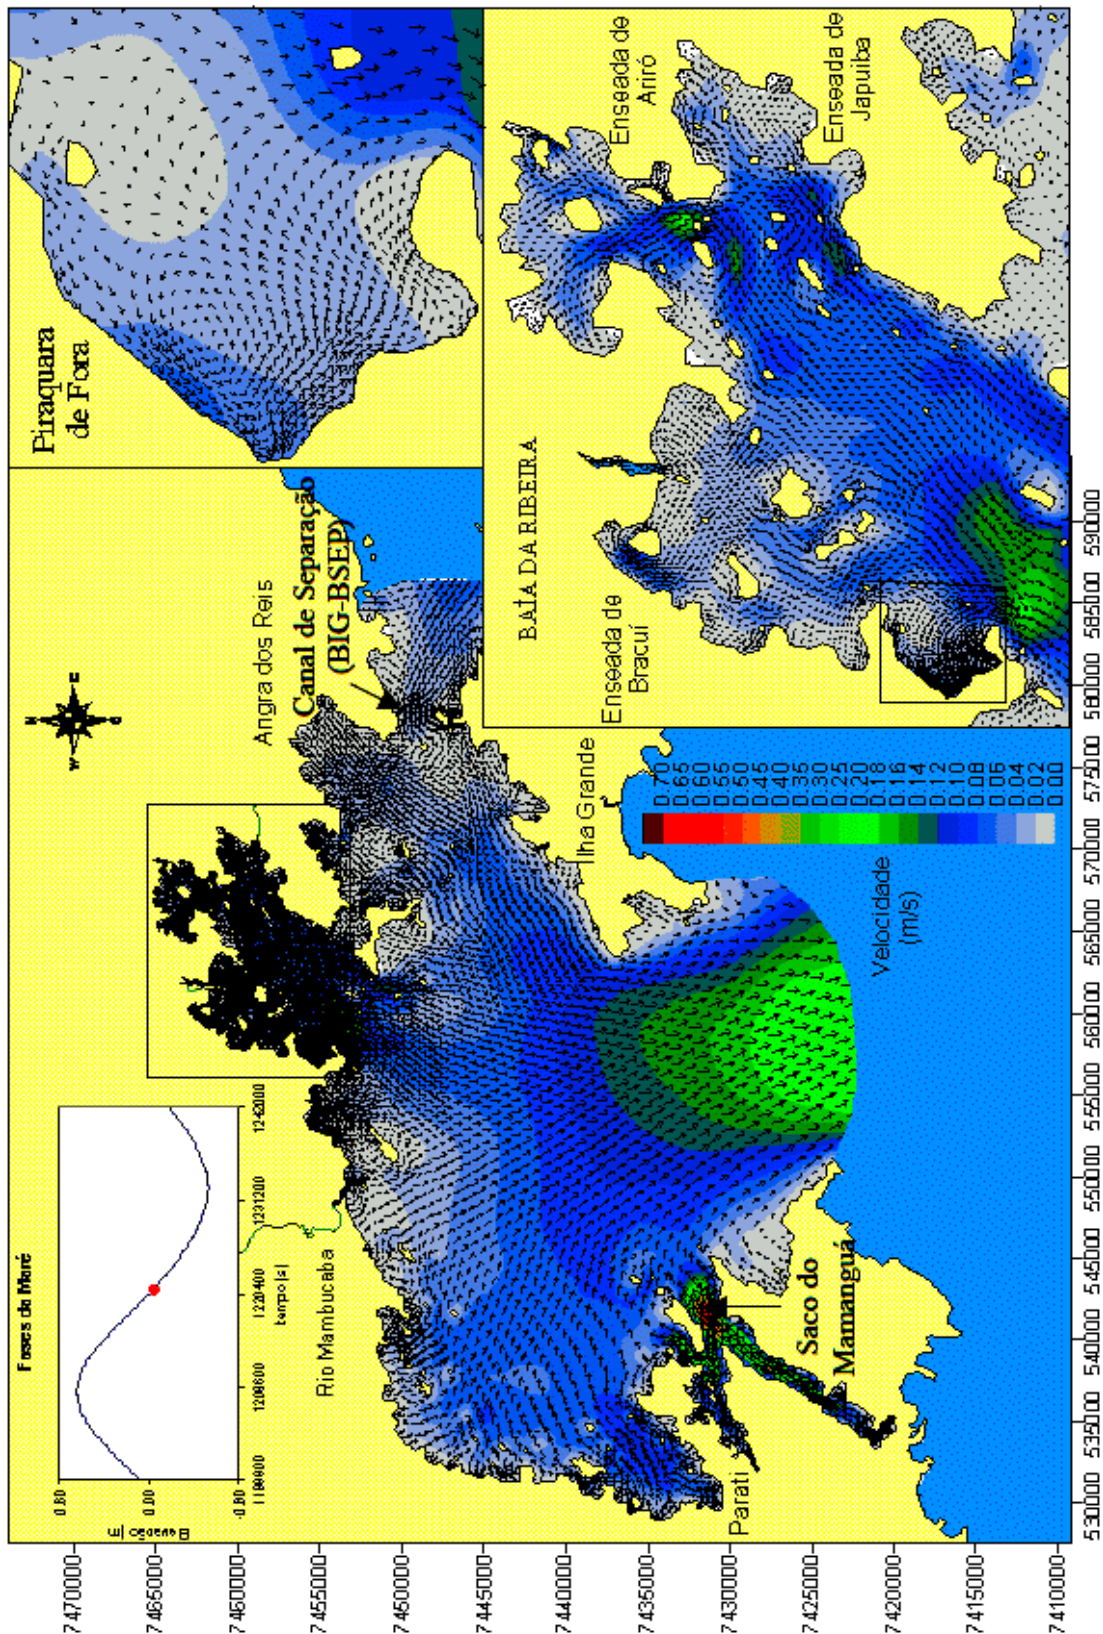 Piraquara
de Fora
Fases da Maré
Elevação [m]
0.80
0.00
-0.80
1198800
1209600
1220400
1231200
1242000
tempo [s]
Angra dos Reis
Canal de Separação
(BIG-BSEP)
Rio Mambucaba
BAÍA DA RIBEIRA
Enseada de
Ariró
Enseada de
Japuiba
Enseada de
Bracuí
Ilha Grande
Parati
Saco do
Mamanguá
Velocidade
(m/s)
0.70
0.65
0.60
0.55
0.50
0.45
0.40
0.35
0.30
0.25
0.20
0.18
0.16
0.14
0.12
0.10
0.08
0.06
0.04
0.02
0.00
7470000
7465000
7460000
7455000
7450000
7445000
7440000
7435000
7430000
7425000
7420000
7415000
7410000
530000
535000
540000
545000
550000
555000
560000
565000
570000
575000
580000
585000
590000